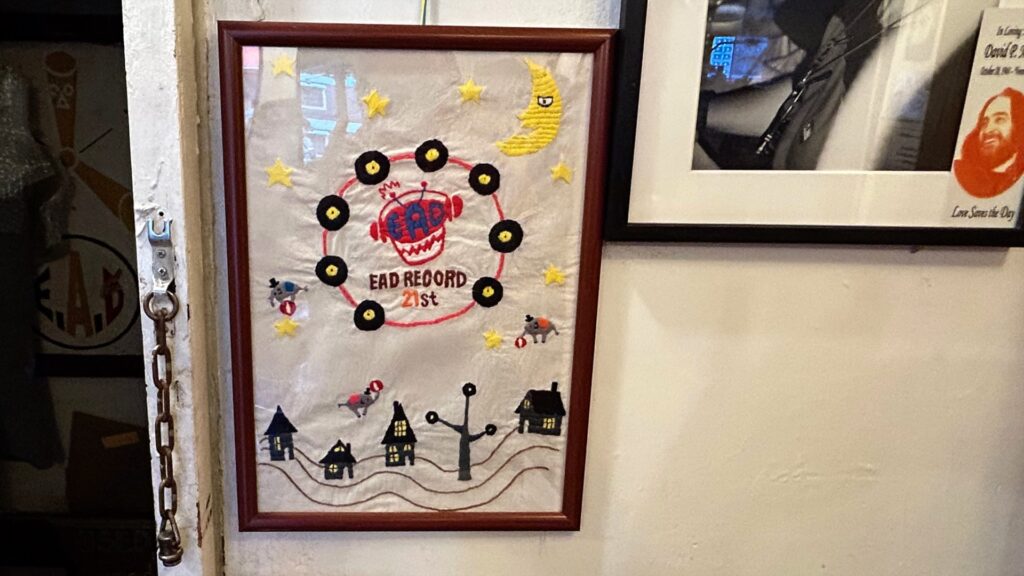 EAD
EAD RECORD
21st
E.A.D
In Loving
David P.
Love Saves the Day